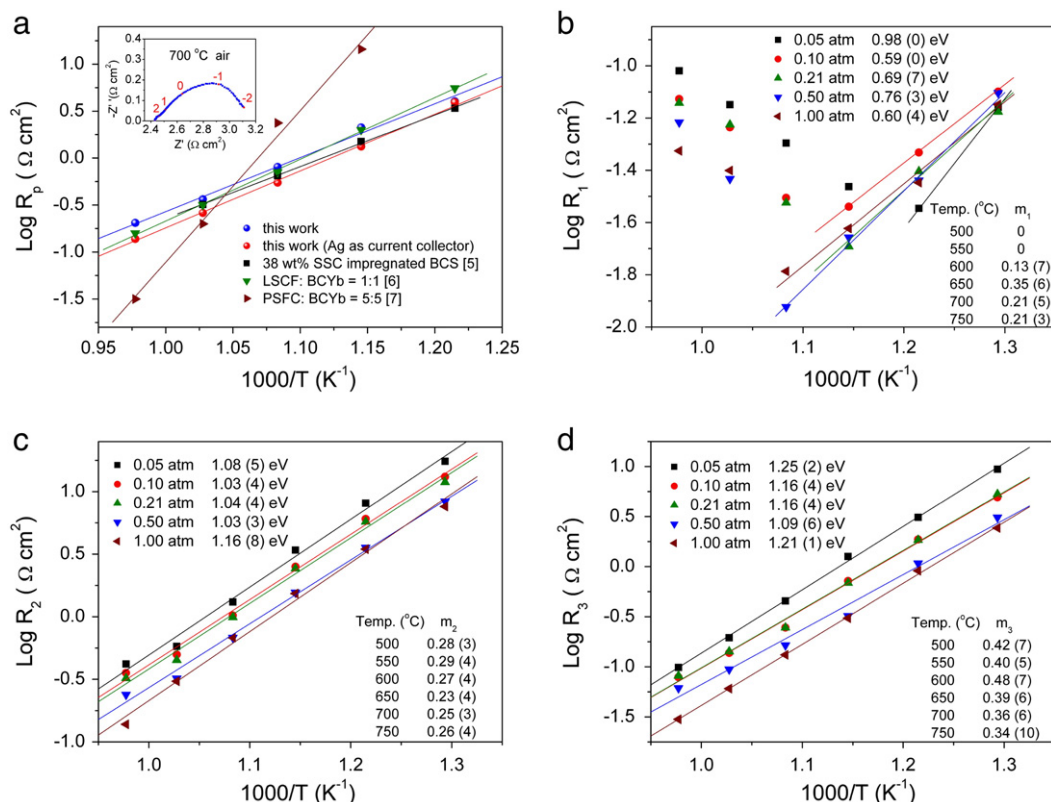 a
700 °C air
-Z'' (Ω cm²)
0.4
0.3
0.2
0.1
0.0
2 1 0 -1 -2
2.4 2.6 2.8 3.0 3.2
Z' (Ω cm²)
Log Rp ( Ω cm²)
1.0
0.5
0.0
-0.5
-1.0
-1.5
this work
this work (Ag as current collector)
38 wt% SSC impregnated BCS [5]
LSCF: BCYb = 1:1 [6]
PSFC: BCYb = 5:5 [7]
0.95 1.00 1.05 1.10 1.15 1.20 1.25
1000/T (K⁻¹)
b
Log R₁ ( Ω cm²)
-1.0
-1.2
-1.4
-1.6
-1.8
-2.0
0.05 atm 0.98 (0) eV
0.10 atm 0.59 (0) eV
0.21 atm 0.69 (7) eV
0.50 atm 0.76 (3) eV
1.00 atm 0.60 (4) eV
Temp. (°C) m₁
500 0
550 0
600 0.13 (7)
650 0.35 (6)
700 0.21 (5)
750 0.21 (3)
1.0 1.1 1.2 1.3
1000/T (K⁻¹)
c
Log R₂ ( Ω cm²)
1.0
0.5
0.0
-0.5
-1.0
0.05 atm 1.08 (5) eV
0.10 atm 1.03 (4) eV
0.21 atm 1.04 (4) eV
0.50 atm 1.03 (3) eV
1.00 atm 1.16 (8) eV
Temp. (°C) m₂
500 0.28 (3)
550 0.29 (4)
600 0.27 (4)
650 0.23 (4)
700 0.25 (3)
750 0.26 (4)
1.0 1.1 1.2 1.3
1000/T (K⁻¹)
d
Log R₃ ( Ω cm²)
1.0
0.5
0.0
-0.5
-1.0
-1.5
0.05 atm 1.25 (2) eV
0.10 atm 1.16 (4) eV
0.21 atm 1.16 (4) eV
0.50 atm 1.09 (6) eV
1.00 atm 1.21 (1) eV
Temp. (°C) m₃
500 0.42 (7)
550 0.40 (5)
600 0.48 (7)
650 0.39 (6)
700 0.36 (6)
750 0.34 (10)
1.0 1.1 1.2 1.3
1000/T (K⁻¹)